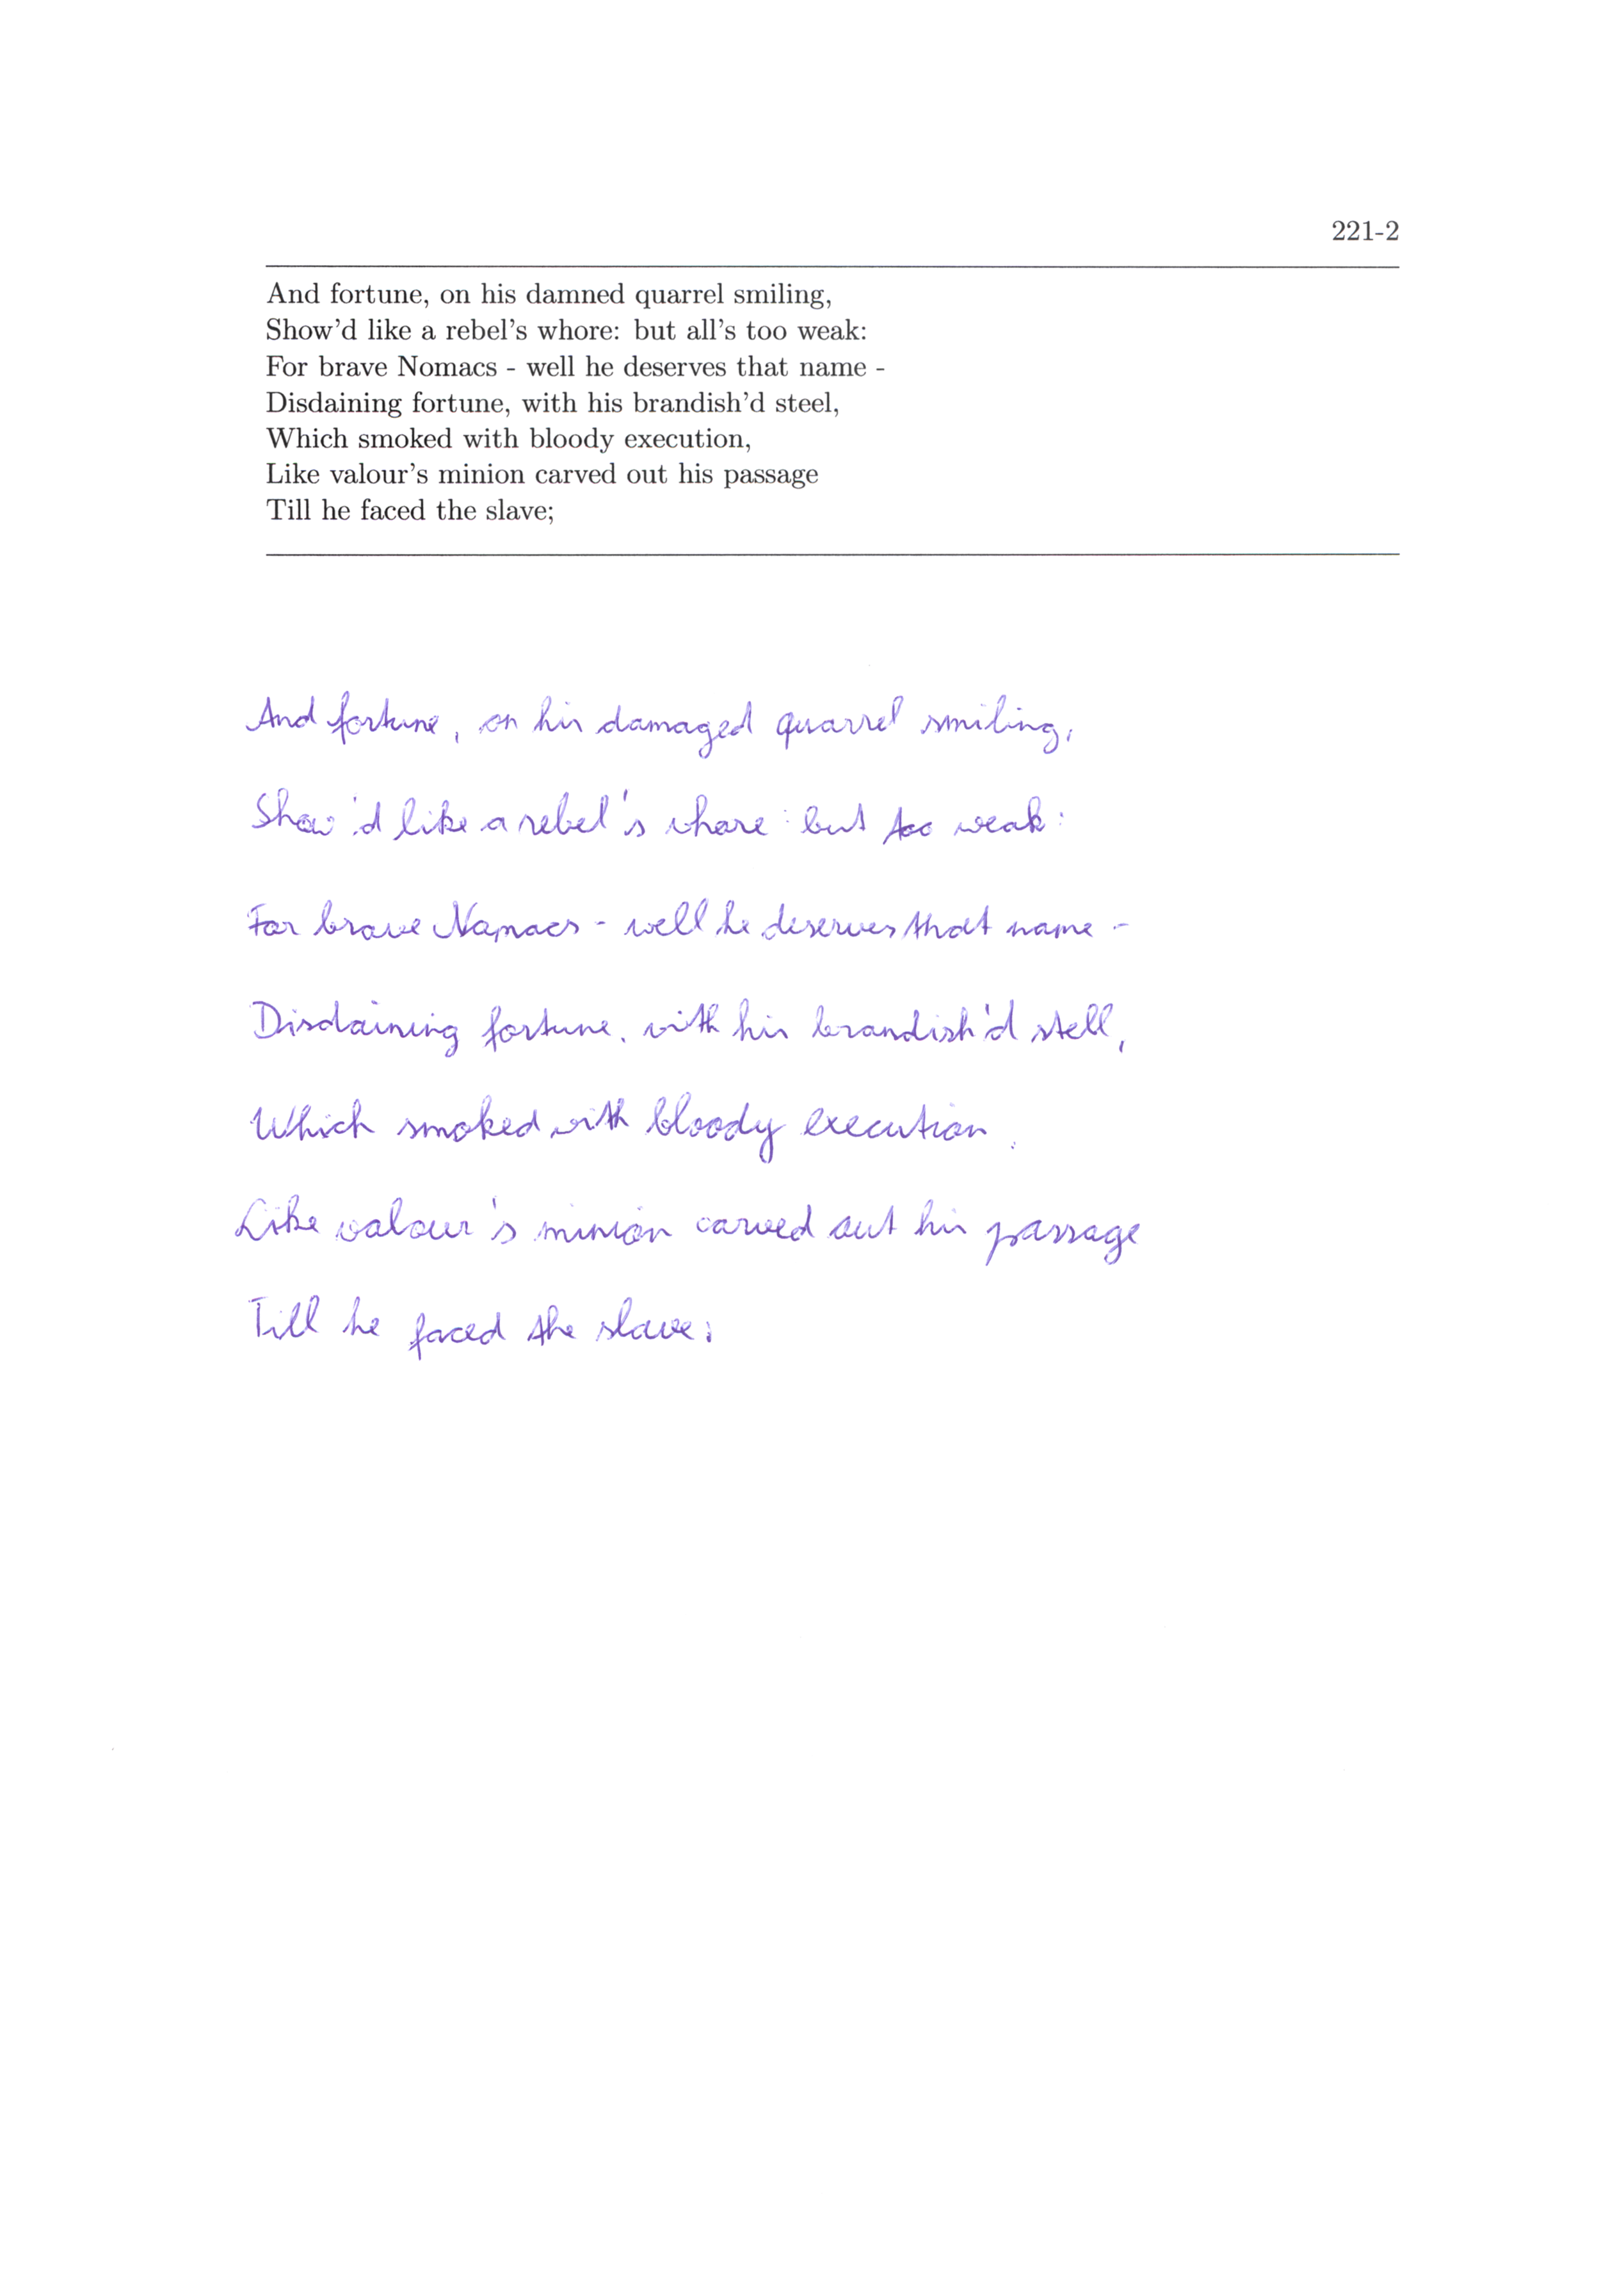 221-2
And fortune, on his damned quarrel smiling,
Show'd like a rebel's whore: but all's too weak:
For brave Nomacs - well he deserves that name -
Disdaining fortune, with his brandish'd steel,
Which smoked with bloody execution,
Like valour's minion carved out his passage
Till he faced the slave;
And fortune, on his damaged quarrel smiling,
Show'd like a rebel's whore: but too weak:
For brave Nomacs - well he deserves that name -
Disdaining fortune, with his brandish'd stell,
Which smoked with bloody execution,
Like valour's minion carved out his passage
Till he faced the slave;